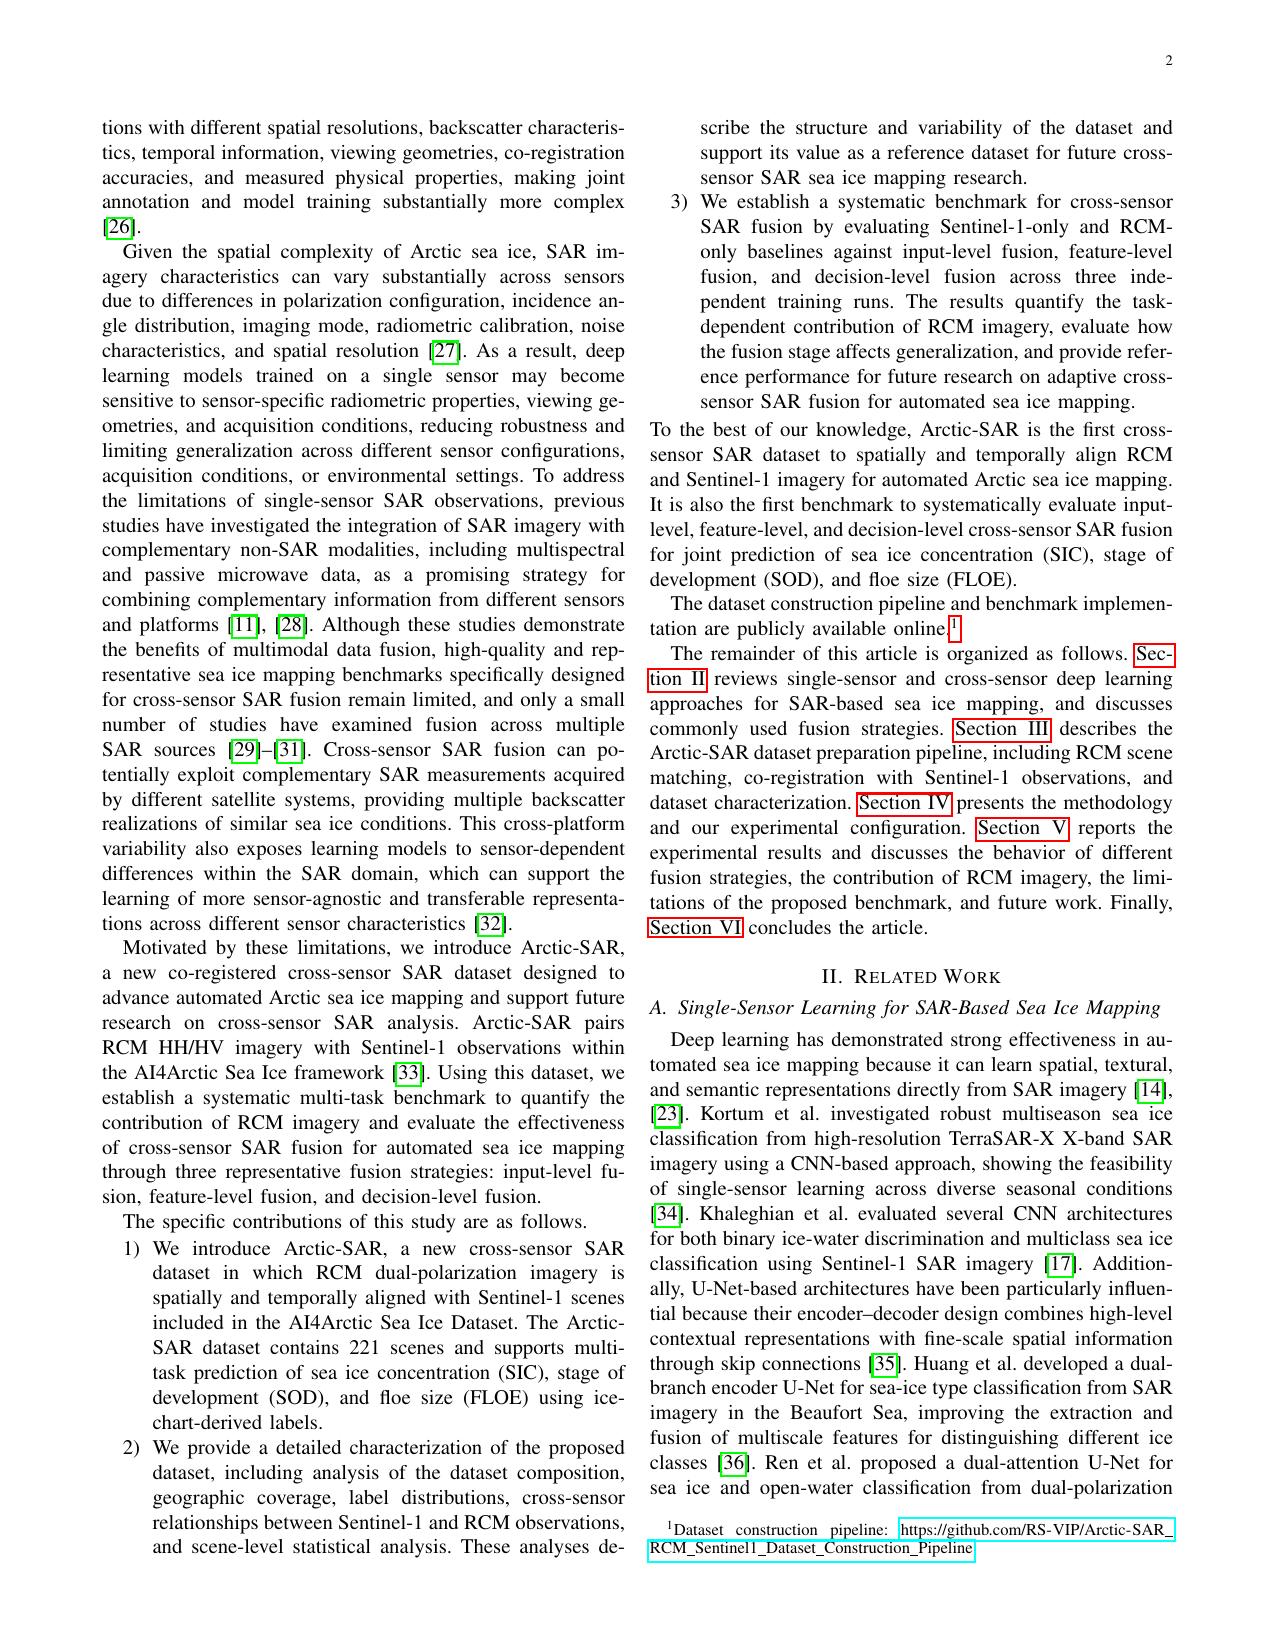 2
tions with different spatial resolutions, backscatter characteris-
tics, temporal information, viewing geometries, co-registration
accuracies, and measured physical properties, making joint
annotation and model training substantially more complex
[26].
Given the spatial complexity of Arctic sea ice, SAR im-
agery characteristics can vary substantially across sensors
due to differences in polarization configuration, incidence an-
gle distribution, imaging mode, radiometric calibration, noise
characteristics, and spatial resolution [27]. As a result, deep
learning models trained on a single sensor may become
sensitive to sensor-specific radiometric properties, viewing ge-
ometries, and acquisition conditions, reducing robustness and
limiting generalization across different sensor configurations,
acquisition conditions, or environmental settings. To address
the limitations of single-sensor SAR observations, previous
studies have investigated the integration of SAR imagery with
complementary non-SAR modalities, including multispectral
and passive microwave data, as a promising strategy for
combining complementary information from different sensors
and platforms [11], [28]. Although these studies demonstrate
the benefits of multimodal data fusion, high-quality and rep-
resentative sea ice mapping benchmarks specifically designed
for cross-sensor SAR fusion remain limited, and only a small
number of studies have examined fusion across multiple
SAR sources [29]–[31]. Cross-sensor SAR fusion can po-
tentially exploit complementary SAR measurements acquired
by different satellite systems, providing multiple backscatter
realizations of similar sea ice conditions. This cross-platform
variability also exposes learning models to sensor-dependent
differences within the SAR domain, which can support the
learning of more sensor-agnostic and transferable representa-
tions across different sensor characteristics [32].
Motivated by these limitations, we introduce Arctic-SAR,
a new co-registered cross-sensor SAR dataset designed to
advance automated Arctic sea ice mapping and support future
research on cross-sensor SAR analysis. Arctic-SAR pairs
RCM HH/HV imagery with Sentinel-1 observations within
the AI4Arctic Sea Ice framework [33]. Using this dataset, we
establish a systematic multi-task benchmark to quantify the
contribution of RCM imagery and evaluate the effectiveness
of cross-sensor SAR fusion for automated sea ice mapping
through three representative fusion strategies: input-level fu-
sion, feature-level fusion, and decision-level fusion.
The specific contributions of this study are as follows.
1) We introduce Arctic-SAR, a new cross-sensor SAR
dataset in which RCM dual-polarization imagery is
spatially and temporally aligned with Sentinel-1 scenes
included in the AI4Arctic Sea Ice Dataset. The Arctic-
SAR dataset contains 221 scenes and supports multi-
task prediction of sea ice concentration (SIC), stage of
development (SOD), and floe size (FLOE) using ice-
chart-derived labels.
2) We provide a detailed characterization of the proposed
dataset, including analysis of the dataset composition,
geographic coverage, label distributions, cross-sensor
relationships between Sentinel-1 and RCM observations,
and scene-level statistical analysis. These analyses de-
scribe the structure and variability of the dataset and
support its value as a reference dataset for future cross-
sensor SAR sea ice mapping research.
3) We establish a systematic benchmark for cross-sensor
SAR fusion by evaluating Sentinel-1-only and RCM-
only baselines against input-level fusion, feature-level
fusion, and decision-level fusion across three inde-
pendent training runs. The results quantify the task-
dependent contribution of RCM imagery, evaluate how
the fusion stage affects generalization, and provide refer-
ence performance for future research on adaptive cross-
sensor SAR fusion for automated sea ice mapping.
To the best of our knowledge, Arctic-SAR is the first cross-
sensor SAR dataset to spatially and temporally align RCM
and Sentinel-1 imagery for automated Arctic sea ice mapping.
It is also the first benchmark to systematically evaluate input-
level, feature-level, and decision-level cross-sensor SAR fusion
for joint prediction of sea ice concentration (SIC), stage of
development (SOD), and floe size (FLOE).
The dataset construction pipeline and benchmark implemen-
tation are publicly available online.1
The remainder of this article is organized as follows. Sec-
tion II reviews single-sensor and cross-sensor deep learning
approaches for SAR-based sea ice mapping, and discusses
commonly used fusion strategies. Section III describes the
Arctic-SAR dataset preparation pipeline, including RCM scene
matching, co-registration with Sentinel-1 observations, and
dataset characterization. Section IV presents the methodology
and our experimental configuration. Section V reports the
experimental results and discusses the behavior of different
fusion strategies, the contribution of RCM imagery, the limi-
tations of the proposed benchmark, and future work. Finally,
Section VI concludes the article.
II. RELATED WORK
A. Single-Sensor Learning for SAR-Based Sea Ice Mapping
Deep learning has demonstrated strong effectiveness in au-
tomated sea ice mapping because it can learn spatial, textural,
and semantic representations directly from SAR imagery [14],
[23]. Kortum et al. investigated robust multiseason sea ice
classification from high-resolution TerraSAR-X X-band SAR
imagery using a CNN-based approach, showing the feasibility
of single-sensor learning across diverse seasonal conditions
[34]. Khaleghian et al. evaluated several CNN architectures
for both binary ice-water discrimination and multiclass sea ice
classification using Sentinel-1 SAR imagery [17]. Addition-
ally, U-Net-based architectures have been particularly influen-
tial because their encoder–decoder design combines high-level
contextual representations with fine-scale spatial information
through skip connections [35]. Huang et al. developed a dual-
branch encoder U-Net for sea-ice type classification from SAR
imagery in the Beaufort Sea, improving the extraction and
fusion of multiscale features for distinguishing different ice
classes [36]. Ren et al. proposed a dual-attention U-Net for
sea ice and open-water classification from dual-polarization
1Dataset construction pipeline: https://github.com/RS-VIP/Arctic-SAR_
RCM_Sentinel1_Dataset_Construction_Pipeline